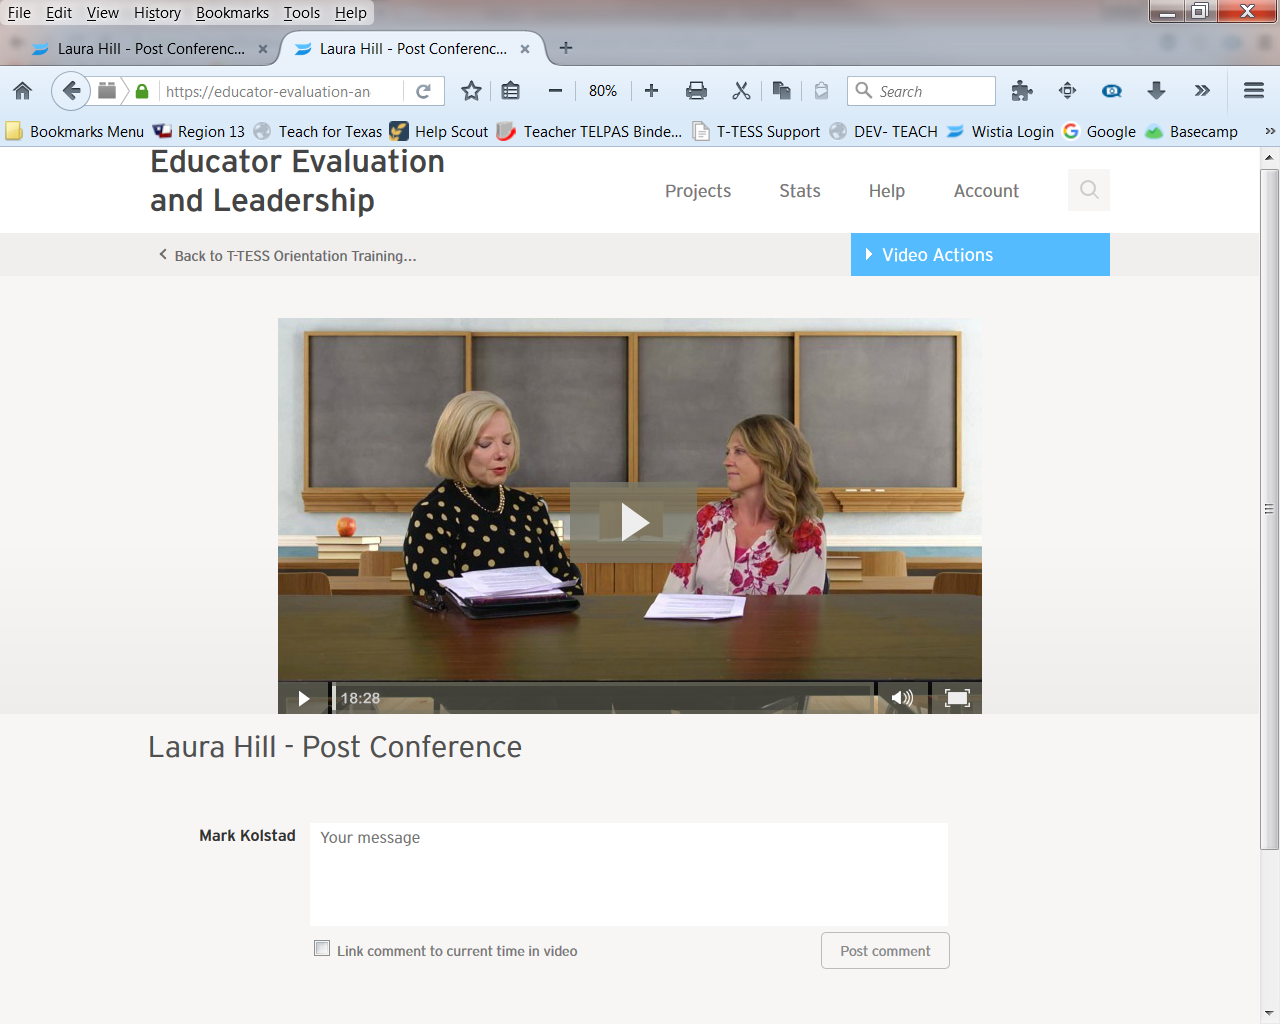 File Edit View History Bookmarks Tools Help
Laura Hill - Post Conferenc... Laura Hill - Post Conferenc...
https://educator-evaluation-an 80% Search
Bookmarks Menu Region 13 Teach for Texas Help Scout Teacher TELPAS Binde... T-TESS Support DEV- TEACH Wistia Login Google Basecamp
Educator Evaluation
and Leadership
Projects Stats Help Account
Back to T-TESS Orientation Training...
Video Actions
18:28
Laura Hill - Post Conference
Mark Kolstad
Your message
Link comment to current time in video
Post comment